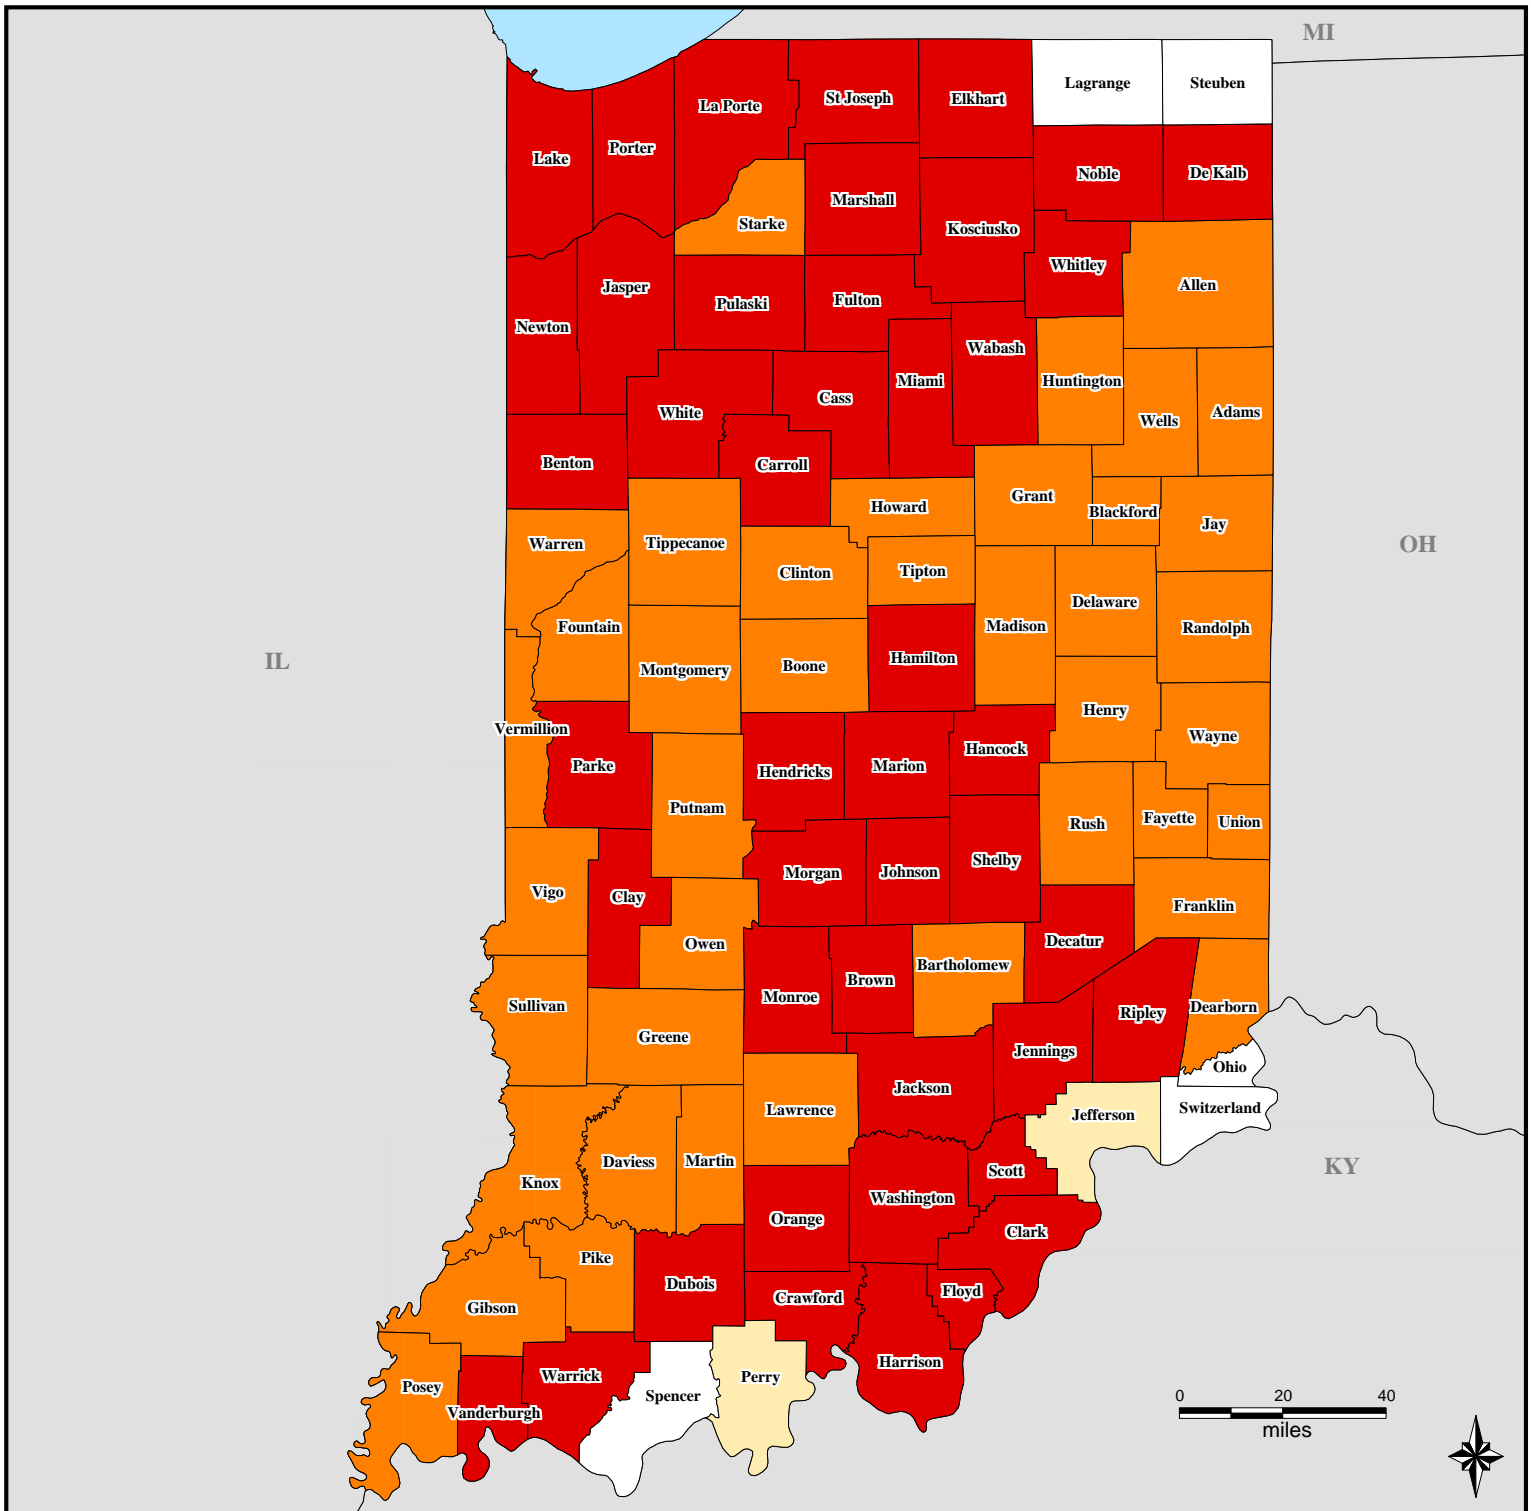 MI
Lagrange
Steuben
St Joseph
Elkhart
La Porte
Porter
Lake
Noble
De Kalb
Marshall
Starke
Kosciusko
Whitley
Allen
Jasper
Pulaski
Fulton
Newton
Wabash
Miami
Huntington
Cass
White
Wells
Adams
Benton
Carroll
Grant
Howard
Blackford
Jay
Warren
Tippecanoe
OH
Clinton
Tipton
Delaware
Fountain
Madison
Randolph
IL
Montgomery
Boone
Hamilton
Henry
Vermillion
Wayne
Hancock
Parke
Hendricks
Marion
Putnam
Rush
Fayette
Union
Shelby
Morgan
Johnson
Vigo
Clay
Franklin
Owen
Decatur
Bartholomew
Brown
Monroe
Sullivan
Dearborn
Ripley
Greene
Jennings
Ohio
Jackson
Lawrence
Jefferson
Switzerland
Daviess
Martin
KY
Scott
Knox
Washington
Orange
Clark
Pike
Dubois
Floyd
Crawford
Gibson
Harrison
Warrick
Perry
Posey
Spencer
Vanderburgh
0 20 40
miles